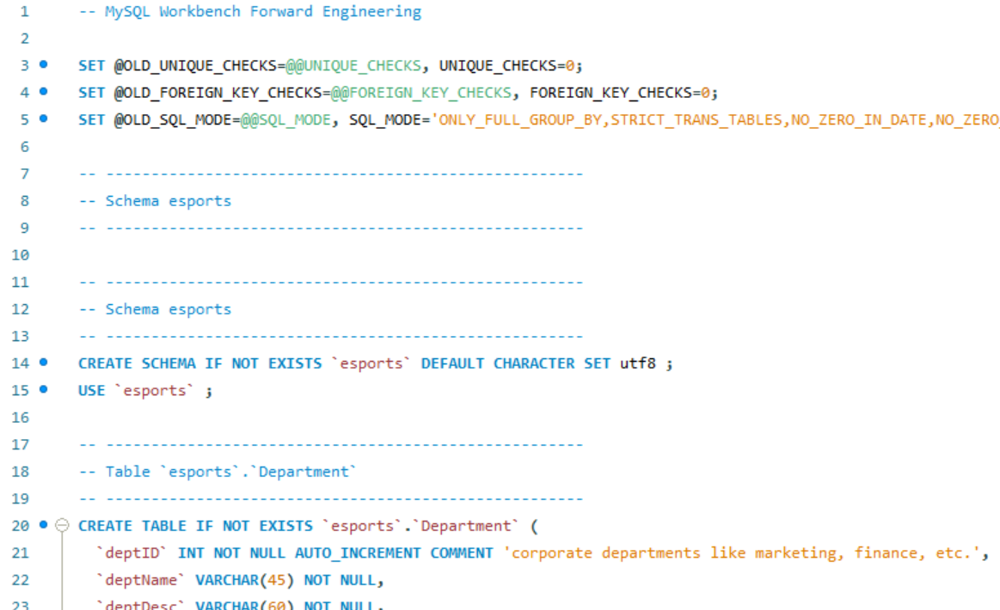 1 -- MySQL Workbench Forward Engineering
2
3 SET @OLD_UNIQUE_CHECKS=@@UNIQUE_CHECKS, UNIQUE_CHECKS=0;
4 SET @OLD_FOREIGN_KEY_CHECKS=@@FOREIGN_KEY_CHECKS, FOREIGN_KEY_CHECKS=0;
5 SET @OLD_SQL_MODE=@@SQL_MODE, SQL_MODE='ONLY_FULL_GROUP_BY,STRICT_TRANS_TABLES,NO_ZERO_IN_DATE,NO_ZERO_
6
7 -- -----------------------------------------------------
8 -- Schema esports
9 -- -----------------------------------------------------
10
11 -- -----------------------------------------------------
12 -- Schema esports
13 -- -----------------------------------------------------
14 CREATE SCHEMA IF NOT EXISTS `esports` DEFAULT CHARACTER SET utf8 ;
15 USE `esports` ;
16
17 -- -----------------------------------------------------
18 -- Table `esports`.`Department`
19 -- -----------------------------------------------------
20 CREATE TABLE IF NOT EXISTS `esports`.`Department` (
21 `deptID` INT NOT NULL AUTO_INCREMENT COMMENT 'corporate departments like marketing, finance, etc.',
22 `deptName` VARCHAR(45) NOT NULL,
23 `deptDesc` VARCHAR(60) NOT NULL,